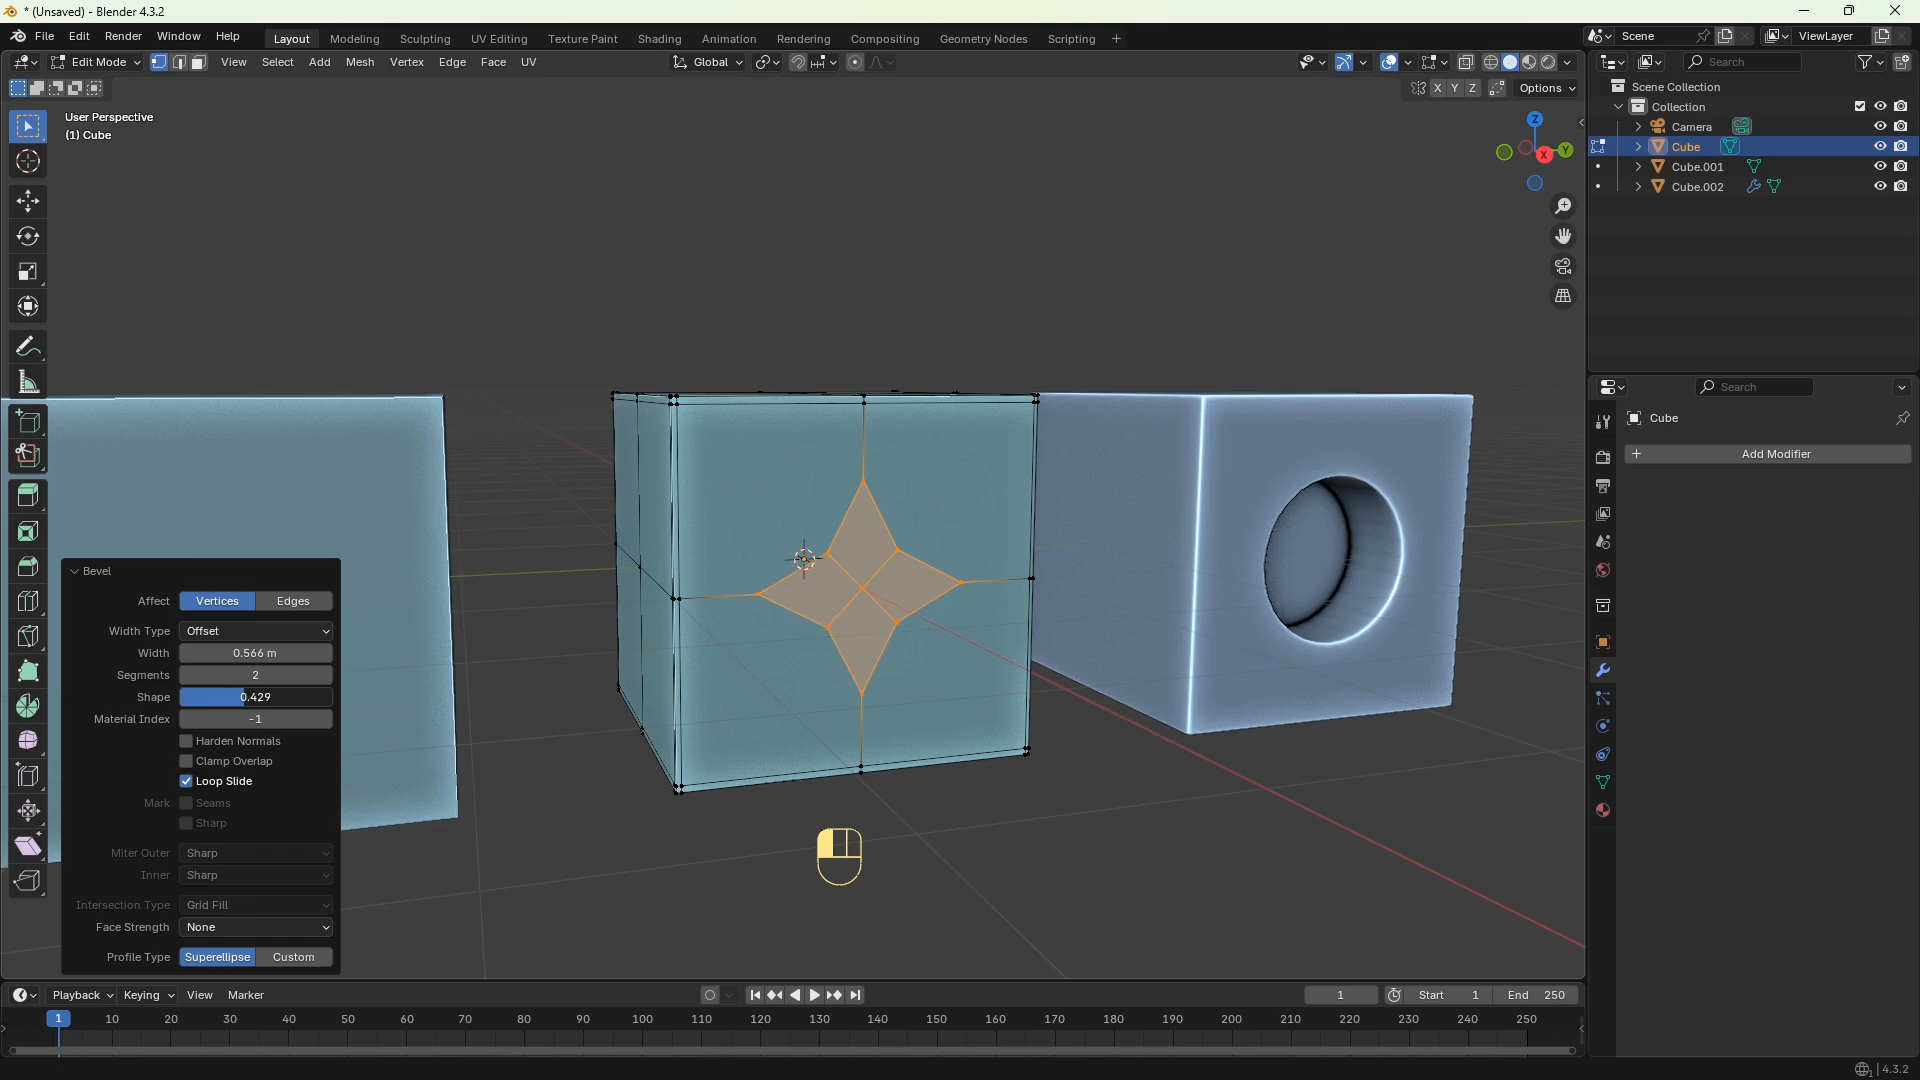 * (Unsaved) - Blender 4.3.2
File Edit Render Window Help Layout Modeling Sculpting UV Editing Texture Paint Shading Animation Rendering Compositing Geometry Nodes Scripting + Scene ViewLayer
Edit Mode View Select Add Mesh Vertex Edge Face UV Global Search
X Y Z Options
User Perspective
(1) Cube
Z
X
Y
Scene Collection
Collection
Camera
Cube
Cube.001
Cube.002
Search
Cube
+ Add Modifier
Bevel
Affect Vertices Edges
Width Type Offset
Width 0.566 m
Segments 2
Shape 0.429
Material Index -1
Harden Normals
Clamp Overlap
Loop Slide
Mark Seams
Sharp
Miter Outer Sharp
Inner Sharp
Intersection Type Grid Fill
Face Strength None
Profile Type Superellipse Custom
Playback Keying View Marker 1 Start 1 End 250
1 10 20 30 40 50 60 70 80 90 100 110 120 130 140 150 160 170 180 190 200 210 220 230 240 250
4.3.2